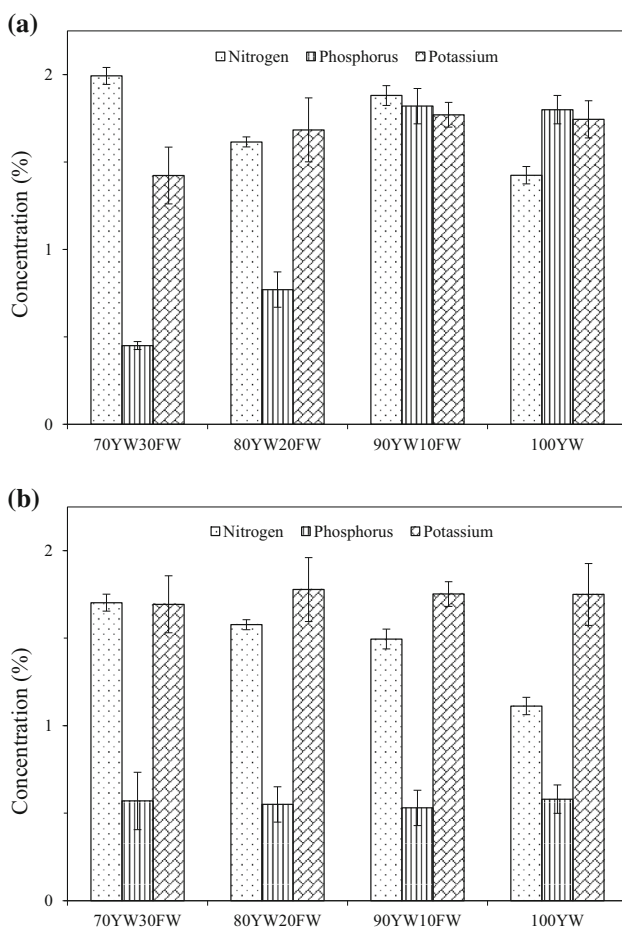 (a)
Nitrogen Phosphorus Potassium
2
1
0
Concentration (%)
70YW30FW 80YW20FW 90YW10FW 100YW
(b)
Nitrogen Phosphorus Potassium
2
1
0
Concentration (%)
70YW30FW 80YW20FW 90YW10FW 100YW